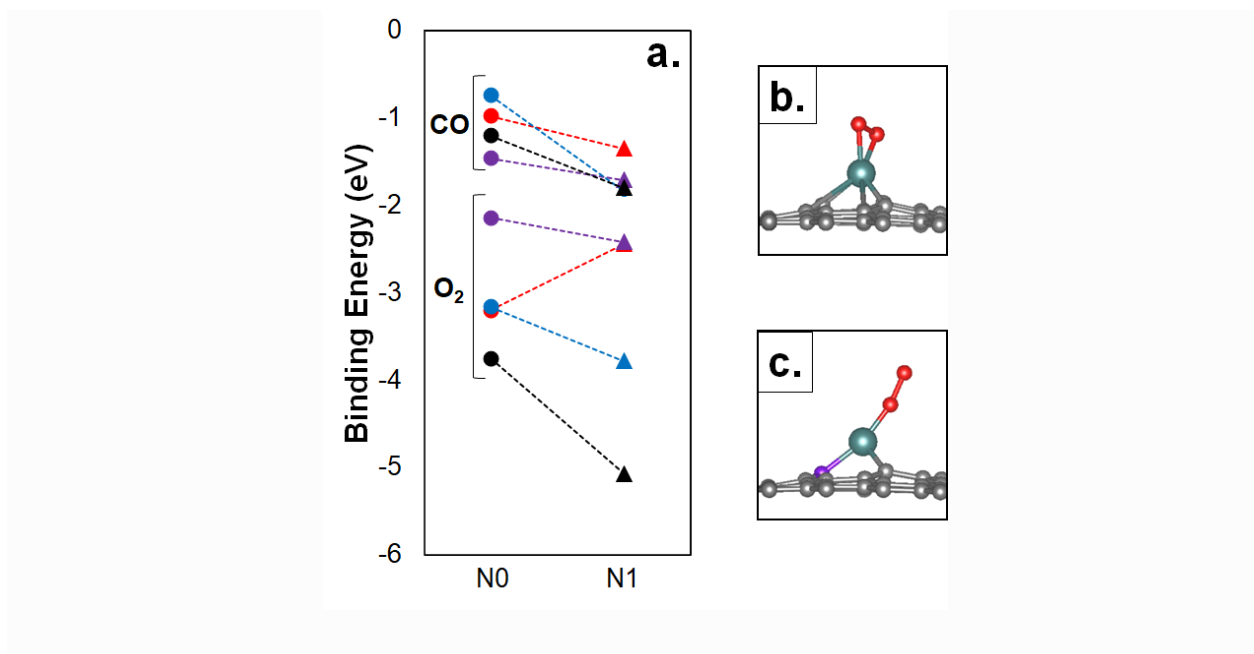 a.
0
-1
-2
-3
-4
-5
-6
Binding Energy (eV)
CO
O₂
N0 N1
b.
c.